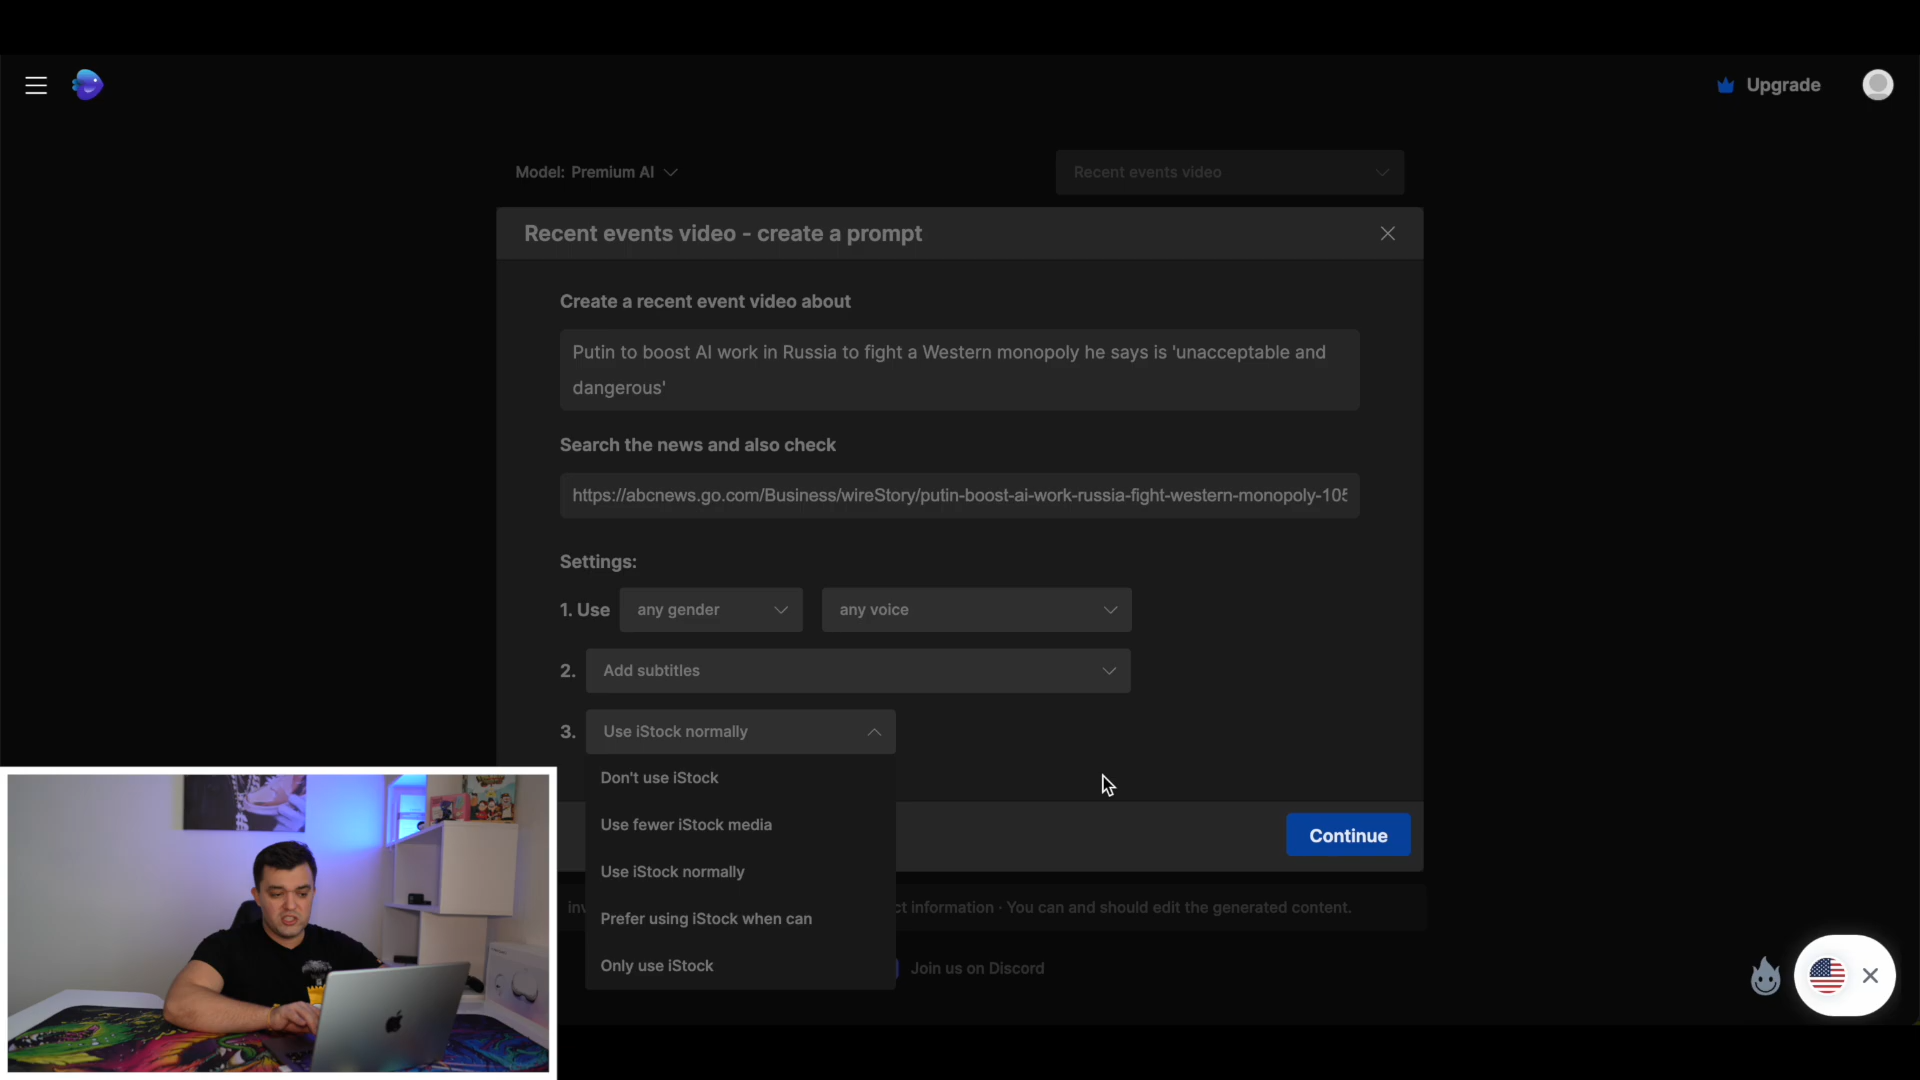 Upgrade
Model: Premium AI
Recent events video
Recent events video - create a prompt
Create a recent event video about
Putin to boost AI work in Russia to fight a Western monopoly he says is 'unacceptable and
dangerous'
Search the news and also check
https://abcnews.go.com/Business/wireStory/putin-boost-ai-work-russia-fight-western-monopoly-105
Settings:
1. Use any gender any voice
2. Add subtitles
3. Use iStock normally
Don't use iStock
Use fewer iStock media
Continue
Use iStock normally
inv ct information · You can and should edit the generated content.
Prefer using iStock when can
Only use iStock
Join us on Discord